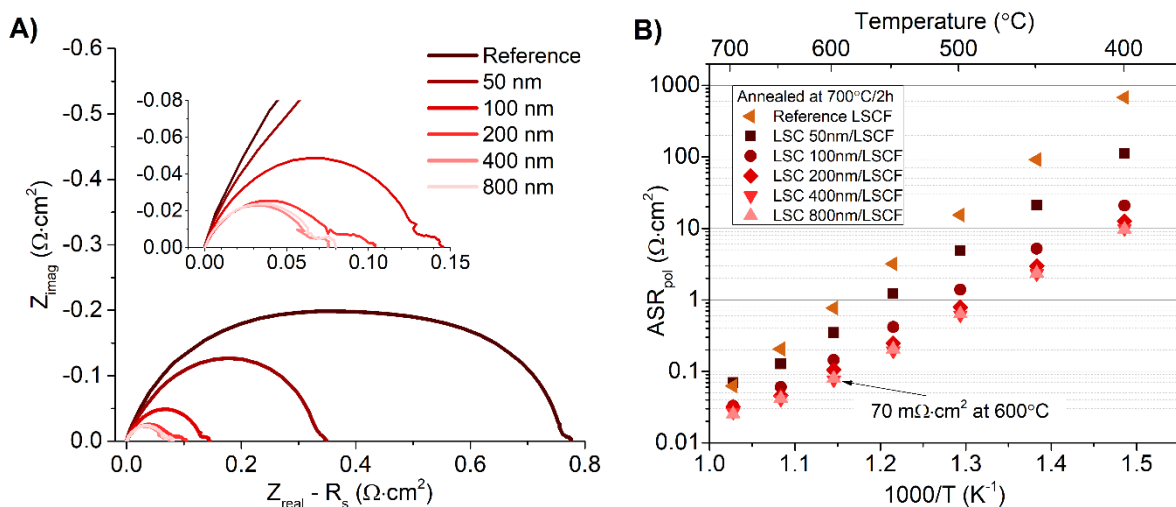 A)
-0.6
-0.5
-0.4
-0.3
-0.2
-0.1
0.0
Z_imag (Ω·cm²)
0.0 0.2 0.4 0.6 0.8
Z_real - R_s (Ω·cm²)
Reference
50 nm
100 nm
200 nm
400 nm
800 nm
-0.08
-0.06
-0.04
-0.02
0.00
0.00 0.05 0.10 0.15
B)
Temperature (°C)
700 600 500 400
1000
100
10
1
0.1
0.01
ASR_pol (Ω·cm²)
Annealed at 700°C/2h
Reference LSCF
LSC 50nm/LSCF
LSC 100nm/LSCF
LSC 200nm/LSCF
LSC 400nm/LSCF
LSC 800nm/LSCF
70 mΩ·cm² at 600°C
1.0 1.1 1.2 1.3 1.4 1.5
1000/T (K⁻¹)